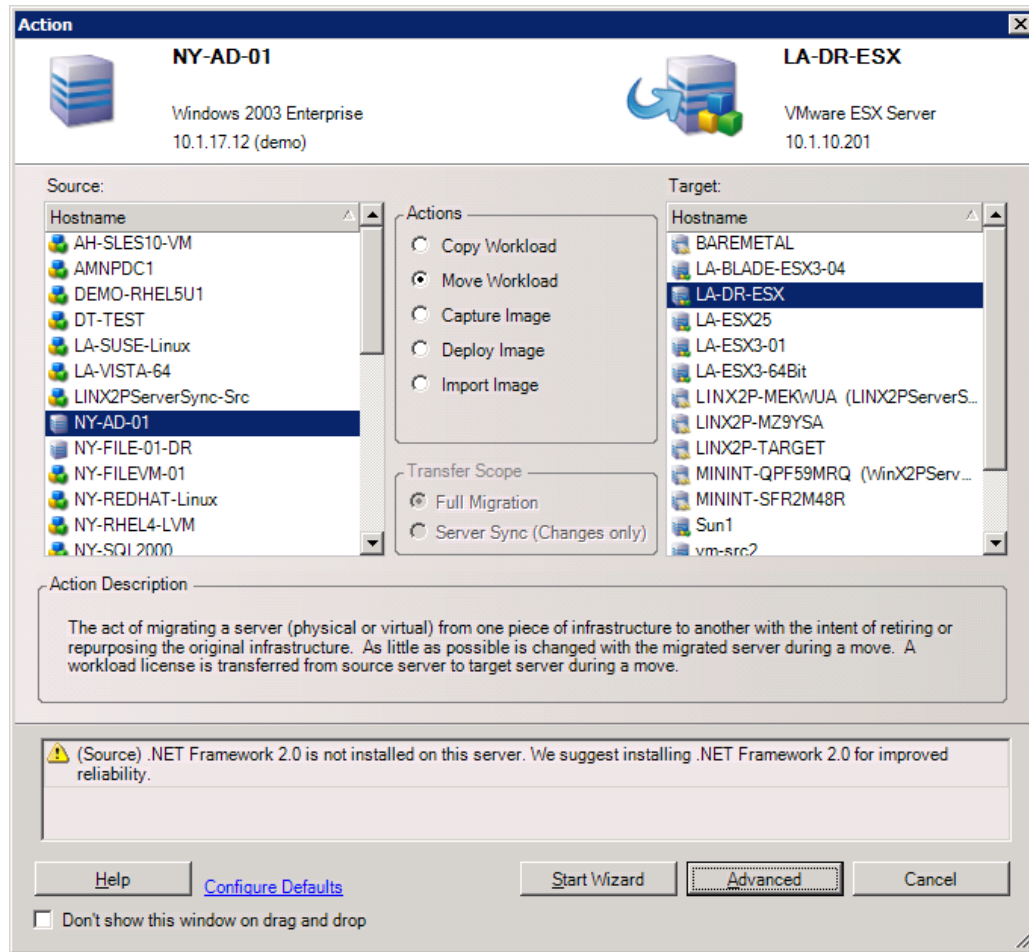 Action
NY-AD-01
Windows 2003 Enterprise
10.1.17.12 (demo)
LA-DR-ESX
VMware ESX Server
10.1.10.201
Source:
Hostname
AH-SLES10-VM
AMNPDC1
DEMO-RHEL5U1
DT-TEST
LA-SUSE-Linux
LA-VISTA-64
LINX2PServerSync-Src
NY-AD-01
NY-FILE-01-DR
NY-FILEVM-01
NY-REDHAT-Linux
NY-RHEL4-LVM
NY-SQL2000
Actions
Copy Workload
Move Workload
Capture Image
Deploy Image
Import Image
Transfer Scope
Full Migration
Server Sync (Changes only)
Target:
Hostname
BAREMETAL
LA-BLADE-ESX3-04
LA-DR-ESX
LA-ESX25
LA-ESX3-01
LA-ESX3-64Bit
LINX2P-MEKWUA (LINX2PServerS...
LINX2P-MZ9YSA
LINX2P-TARGET
MININT-QPF59MRQ (WinX2PServ...
MININT-SFR2M48R
Sun1
vm-src2
Action Description
The act of migrating a server (physical or virtual) from one piece of infrastructure to another with the intent of retiring or
repurposing the original infrastructure. As little as possible is changed with the migrated server during a move. A
workload license is transferred from source server to target server during a move.
(Source) .NET Framework 2.0 is not installed on this server. We suggest installing .NET Framework 2.0 for improved
reliability.
Help
Configure Defaults
Start Wizard
Advanced
Cancel
Don't show this window on drag and drop